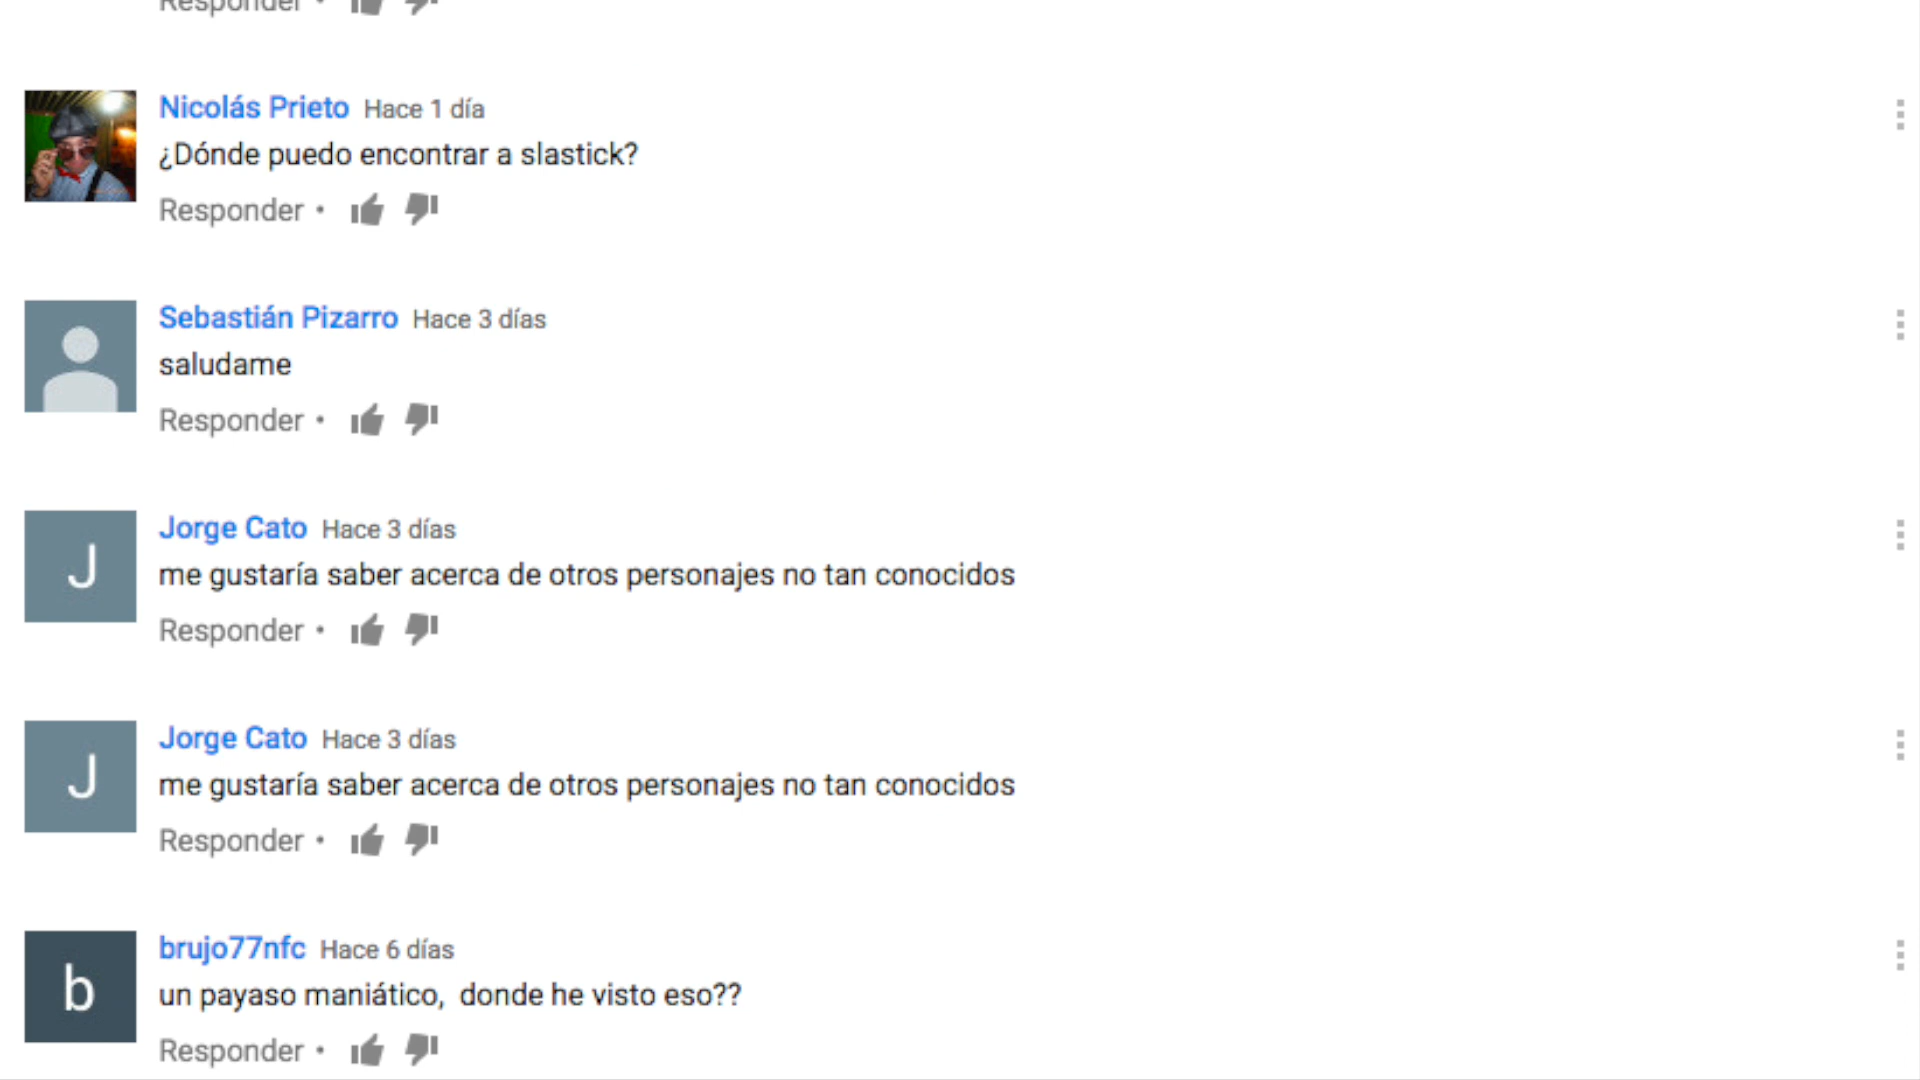 Responder •
Nicolás Prieto Hace 1 día
¿Dónde puedo encontrar a slastick?
Responder •
Sebastián Pizarro Hace 3 días
saludame
Responder •
J
Jorge Cato Hace 3 días
me gustaría saber acerca de otros personajes no tan conocidos
Responder •
J
Jorge Cato Hace 3 días
me gustaría saber acerca de otros personajes no tan conocidos
Responder •
b
brujo77nfc Hace 6 días
un payaso maniático,  donde he visto eso??
Responder •